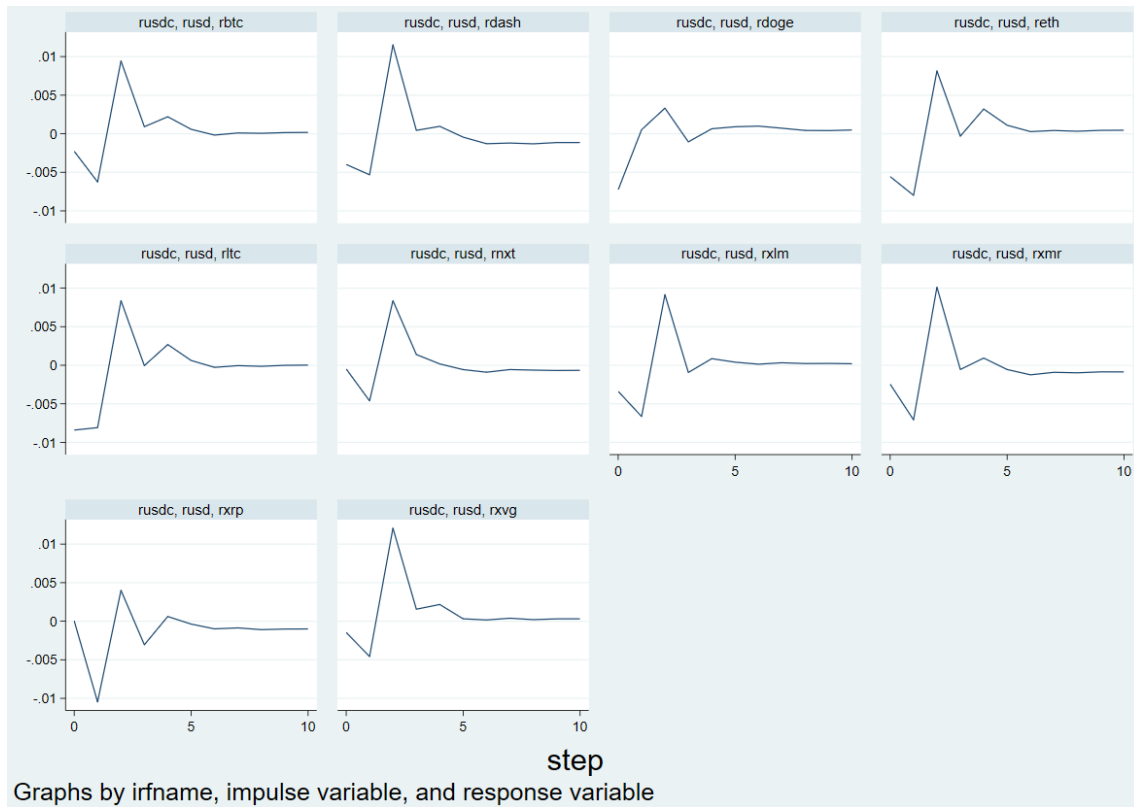 rusdc, rusd, rbtc
rusdc, rusd, rdash
rusdc, rusd, rdoge
rusdc, rusd, reth
.01
.005
0
-.005
-.01
rusdc, rusd, rltc
rusdc, rusd, rnxt
rusdc, rusd, rxlm
rusdc, rusd, rxmr
.01
.005
0
-.005
-.01
0 5 10
0 5 10
rusdc, rusd, rxrp
rusdc, rusd, rxvg
.01
.005
0
-.005
-.01
0 5 10
0 5 10
step
Graphs by irfname, impulse variable, and response variable